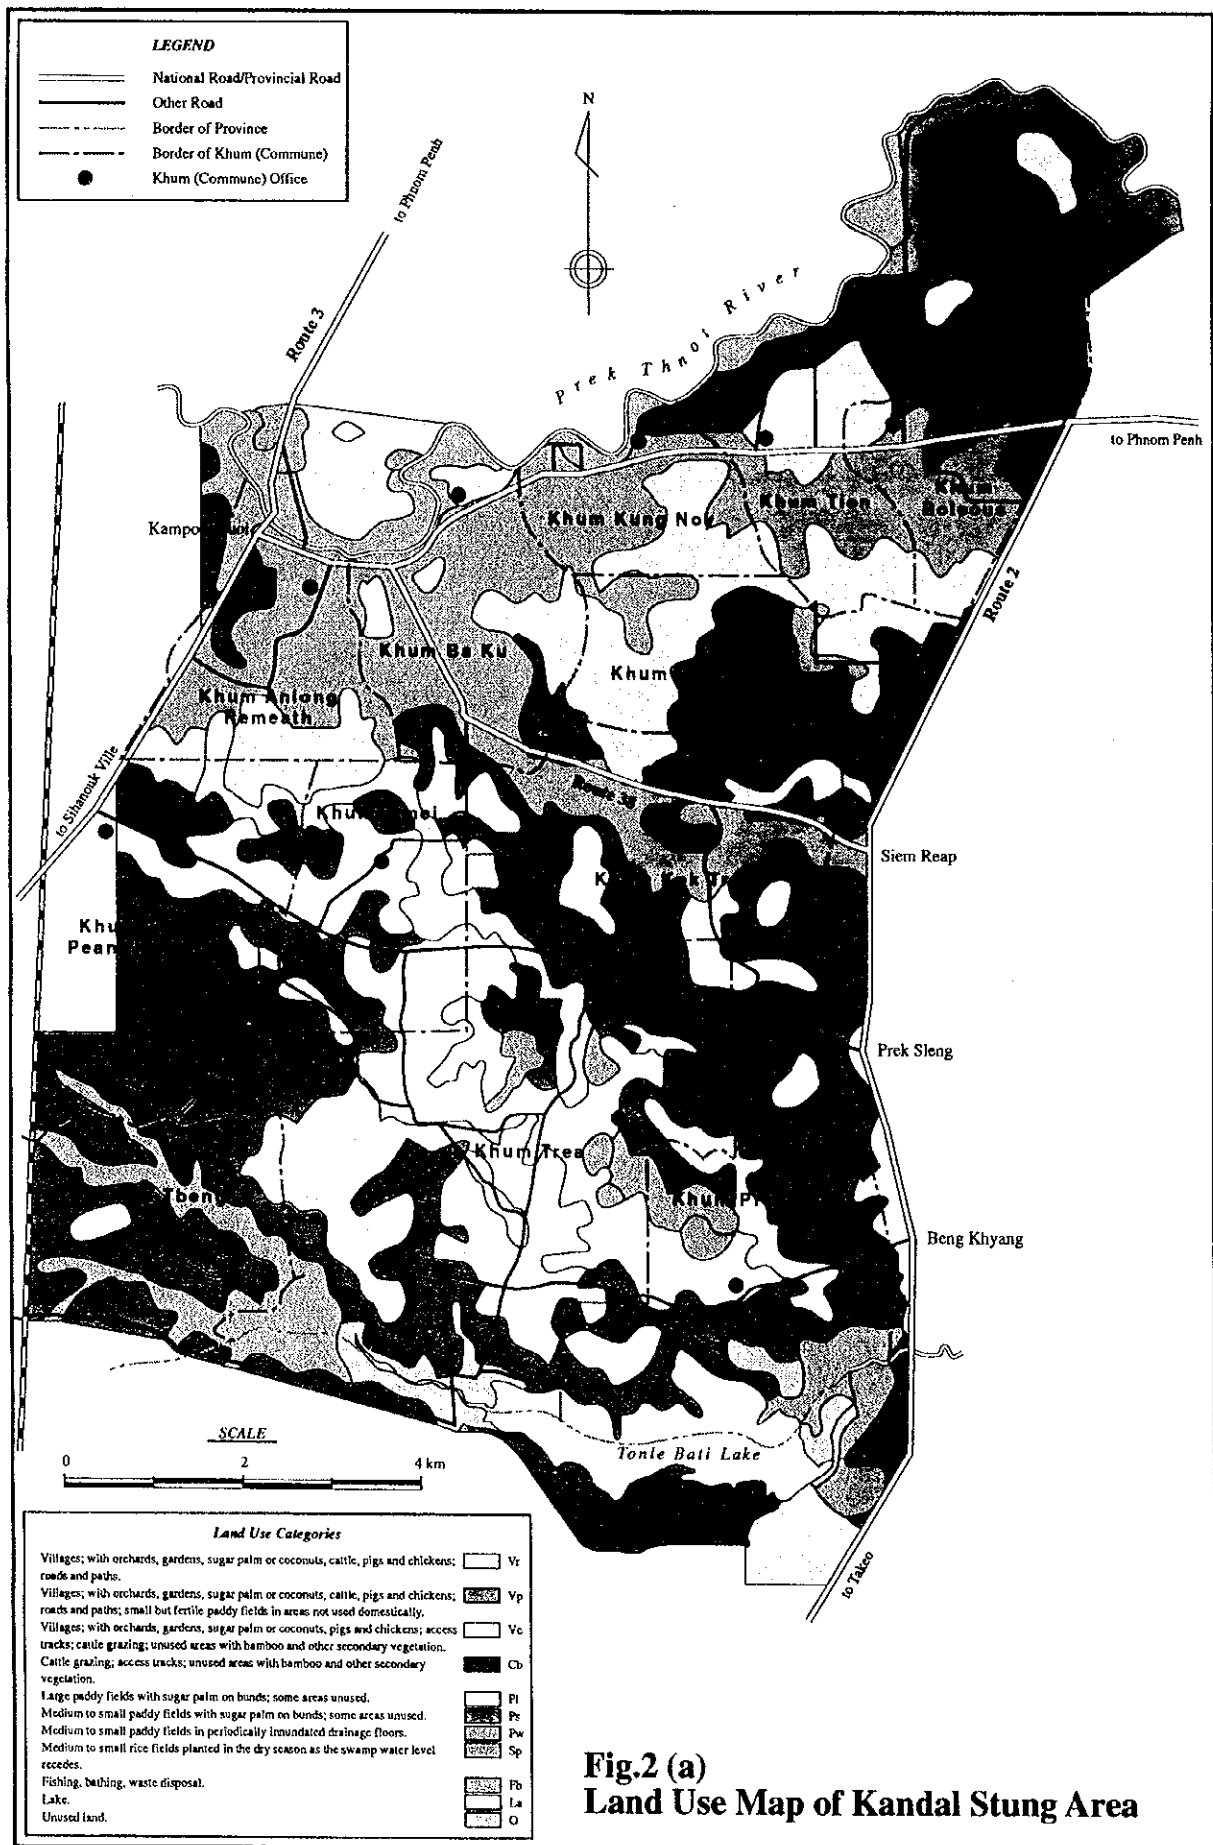 LEGEND
National Road/Provincial Road
Other Road
Border of Province
Border of Khum (Commune)
Khum (Commune) Office
N
to Phnom Penh
Route 3
Prek Thnot River
to Phnom Penh
Khum Kung Noy
Khum Tien
Khum
Route 2
Khum Ba Ku
Khum
Khum Anlong
Remeath
to Sihanouk Ville
Route 38
Siem Reap
Khu
Pean
Prek Sleng
Khum Trea
Beng Khyang
SCALE
0 2 4 km
Tonle Bati Lake
to Takeo
Land Use Categories
Villages; with orchards, gardens, sugar palm or coconuts, cattle, pigs and chickens; Vr
roads and paths.
Villages; with orchards, gardens, sugar palm or coconuts, cattle, pigs and chickens; Vp
roads and paths; small but fertile paddy fields in areas not used domestically.
Villages; with orchards, gardens, sugar palm or coconuts, pigs and chickens; access Vc
tracks; cattle grazing; unused areas with bamboo and other secondary vegetation.
Cattle grazing; access tracks; unused areas with bamboo and other secondary Cb
vegetation.
Large paddy fields with sugar palm on bunds; some areas unused. Pl
Medium to small paddy fields with sugar palm on bunds; some areas unused. Ps
Medium to small paddy fields in periodically innundated drainage floors. Pw
Medium to small rice fields planted in the dry season as the swamp water level Sp
recedes.
Fishing, bathing, waste disposal. Fb
Lake. La
Unused land. O
Fig.2 (a)
Land Use Map of Kandal Stung Area